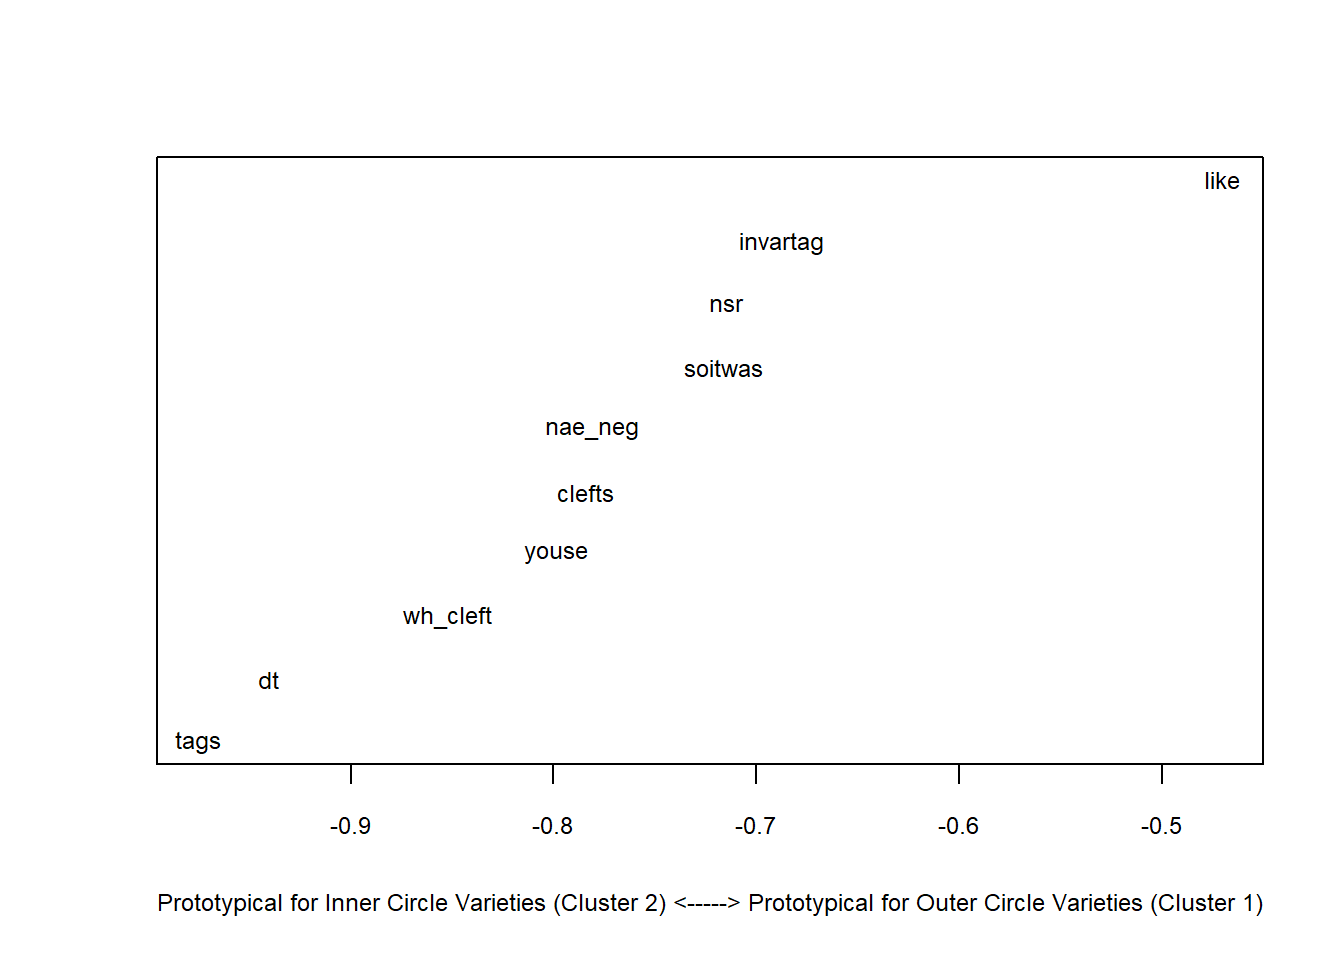 like
invartag
nsr
soitwas
nae_neg
clefts
youse
wh_cleft
dt
tags
-0.9 -0.8 -0.7 -0.6 -0.5
Prototypical for Inner Circle Varieties (Cluster 2) <-----> Prototypical for Outer Circle Varieties (Cluster 1)